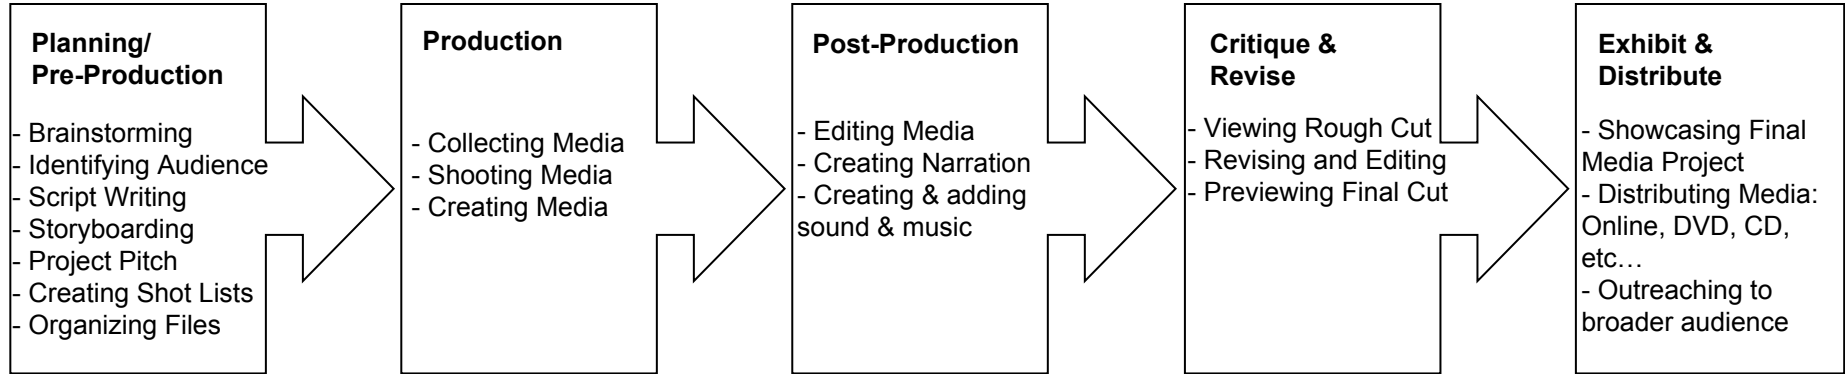 Planning/
Pre-Production
- Brainstorming
- Identifying Audience
- Script Writing
- Storyboarding
- Project Pitch
- Creating Shot Lists
- Organizing Files
Production
- Collecting Media
- Shooting Media
- Creating Media
Post-Production
- Editing Media
- Creating Narration
- Creating & adding
sound & music
Critique &
Revise
- Viewing Rough Cut
- Revising and Editing
- Previewing Final Cut
Exhibit &
Distribute
- Showcasing Final
Media Project
- Distributing Media:
Online, DVD, CD,
etc…
- Outreaching to
broader audience